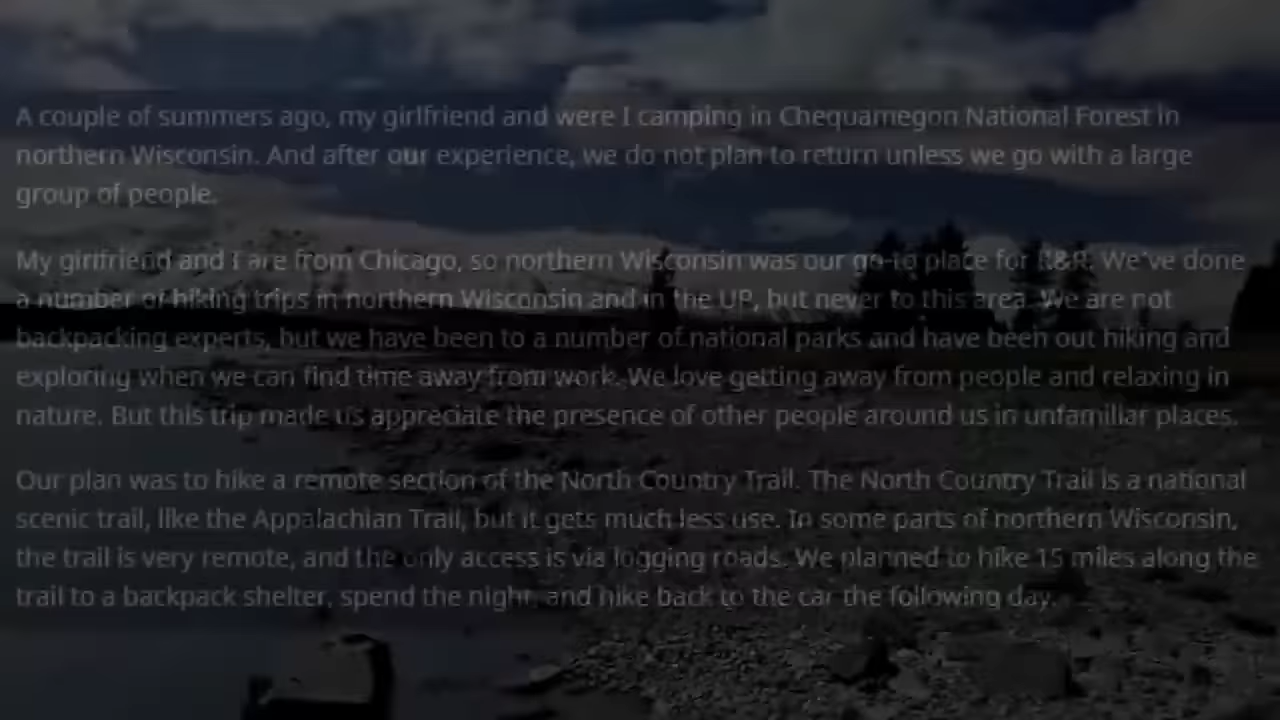 A couple of summers ago, my girlfriend and were I camping in Chequamegon National Forest in
northern Wisconsin. And after our experience, we do not plan to return unless we go with a large
group of people.
My girlfriend and I are from Chicago, so northern Wisconsin was our go-to place for R&R. We've done
a number of hiking trips in northern Wisconsin and in the UP, but never to this area. We are not
backpacking experts, but we have been to a number of national parks and have been out hiking and
exploring when we can find time away from work. We love getting away from people and relaxing in
nature. But this trip made us appreciate the presence of other people around us in unfamiliar places.
Our plan was to hike a remote section of the North Country Trail. The North Country Trail is a national
scenic trail, like the Appalachian Trail, but it gets much less use. In some parts of northern Wisconsin,
the trail is very remote, and the only access is via logging roads. We planned to hike 15 miles along the
trail to a backpack shelter, spend the night, and hike back to the car the following day.